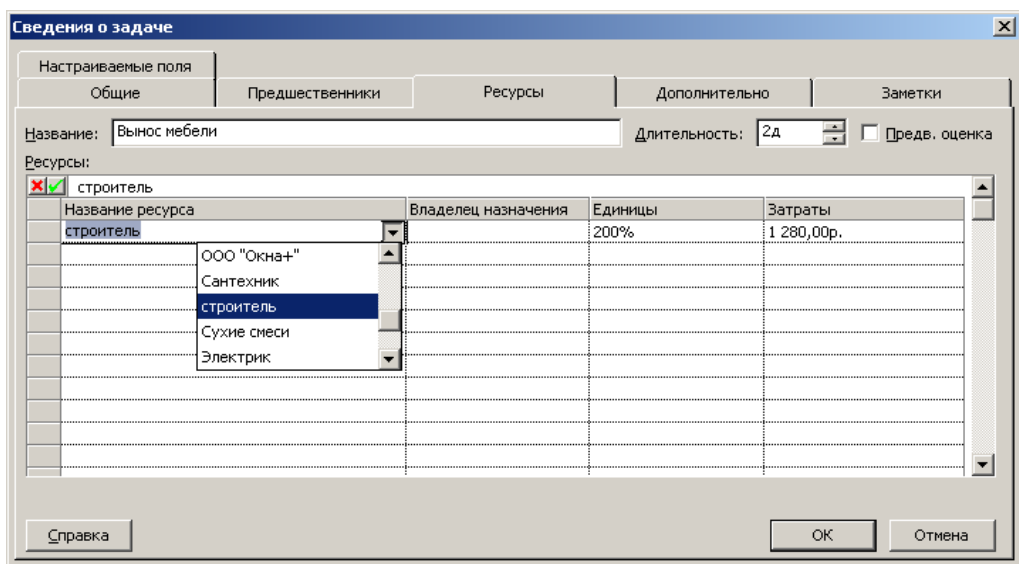 Сведения о задаче
Настраиваемые поля
Общие Предшественники Ресурсы Дополнительно Заметки
Название: Вынос мебели Длительность: 2д Предв. оценка
Ресурсы:
строитель
Название ресурса Владелец назначения Единицы Затраты
строитель 200% 1 280,00р.
ООО "Окна+"
Сантехник
строитель
Сухие смеси
Электрик
Справка ОК Отмена